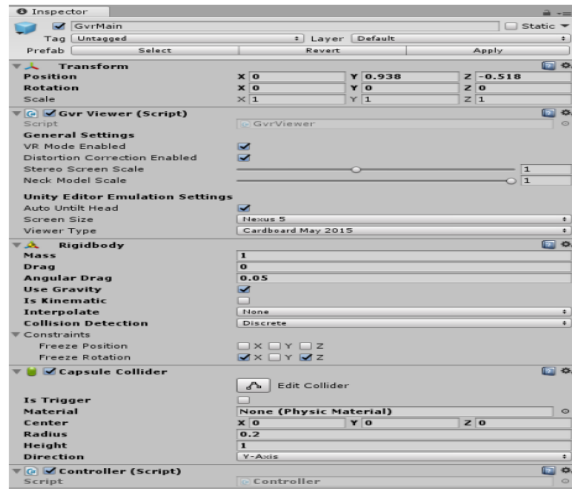 Inspector
GvrMain Static
Tag Untagged Layer Default
Prefab Select Revert Apply
Transform
Position X 0 Y 0.938 Z -0.518
Rotation X 0 Y 0 Z 0
Scale X 1 Y 1 Z 1
Gvr Viewer (Script)
Script GvrViewer
General Settings
VR Mode Enabled
Distortion Correction Enabled
Stereo Screen Scale 1
Neck Model Scale 1
Unity Editor Emulation Settings
Auto Untilt Head
Screen Size Nexus 5
Viewer Type Cardboard May 2015
Rigidbody
Mass 1
Drag 0
Angular Drag 0.05
Use Gravity
Is Kinematic
Interpolate None
Collision Detection Discrete
Constraints
Freeze Position X Y Z
Freeze Rotation X Y Z
Capsule Collider
Edit Collider
Is Trigger
Material None (Physic Material)
Center X 0 Y 0 Z 0
Radius 0.2
Height 1
Direction Y-Axis
Controller (Script)
Script Controller